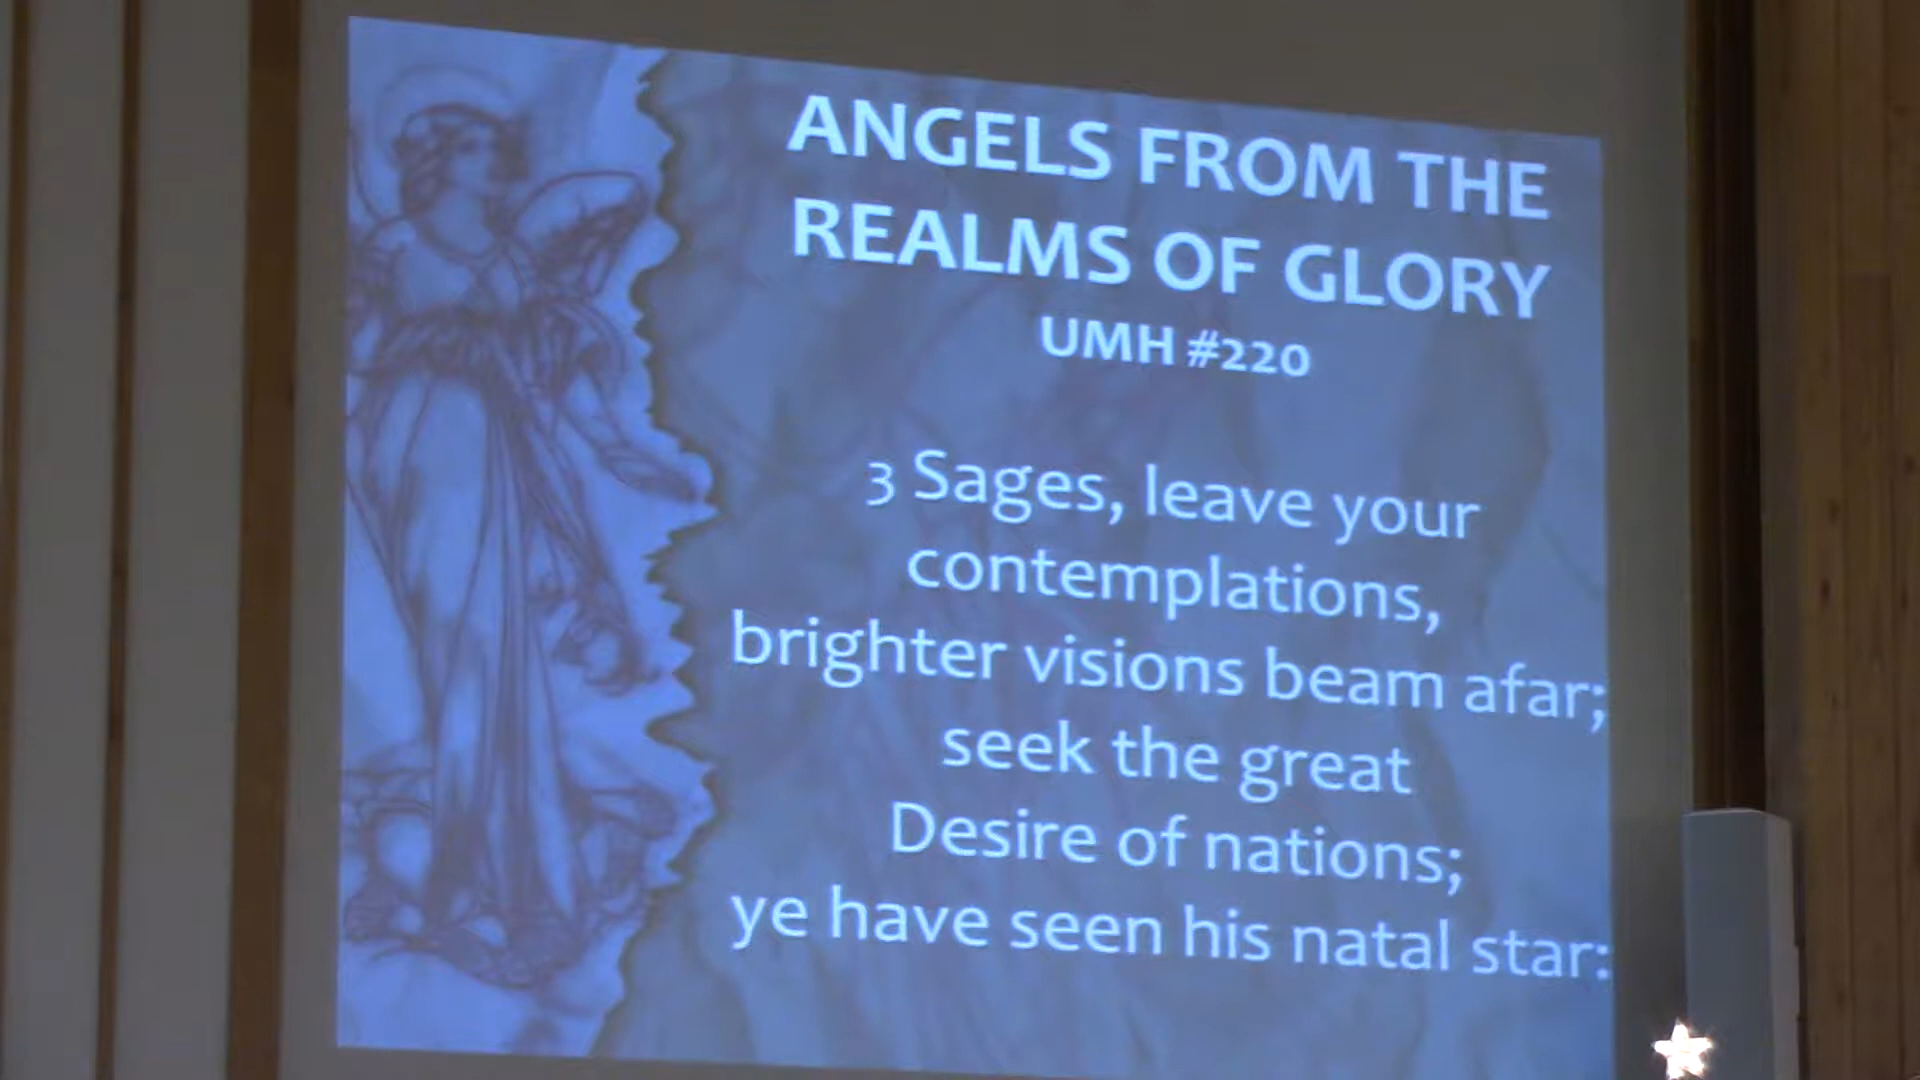 ANGELS FROM THE
REALMS OF GLORY
UMH #220
3 Sages, leave your
contemplations,
brighter visions beam afar;
seek the great
Desire of nations;
ye have seen his natal star: